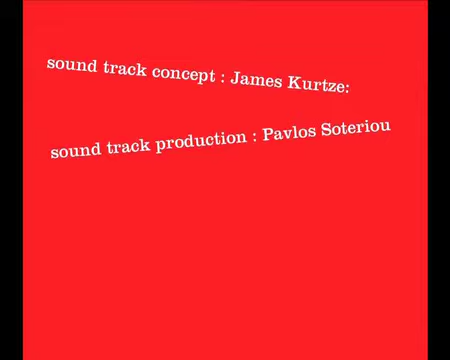 sound track concept : James Kurtze:
sound track production : Pavlos Soteriou